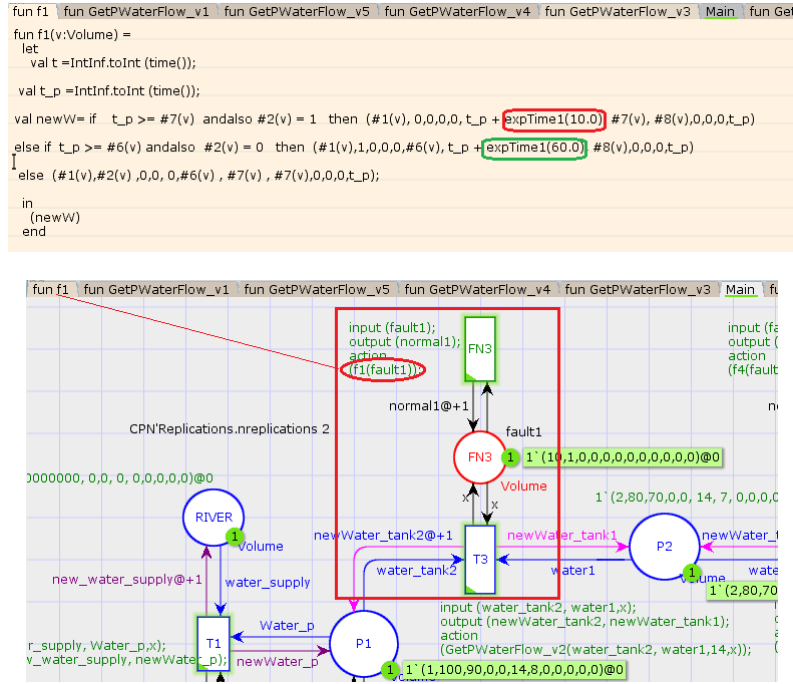 fun f1 fun GetPWaterFlow_v1 fun GetPWaterFlow_v5 fun GetPWaterFlow_v4 fun GetPWaterFlow_v3 Main fun Ge
fun f1(v:Volume) =
let
val t =IntInf.toInt (time());
val t_p =IntInf.toInt (time());
val newW= if t_p >= #7(v) andalso #2(v) = 1 then (#1(v), 0,0,0,0, t_p + expTime1(10.0) #7(v), #8(v),0,0,0,t_p)
else if t_p >= #6(v) andalso #2(v) = 0 then (#1(v),1,0,0,0,#6(v), t_p + expTime1(60.0) #8(v),0,0,0,t_p)
else (#1(v),#2(v) ,0,0, 0,#6(v) , #7(v) , #7(v),0,0,0,t_p);
in
(newW)
end
fun f1 fun GetPWaterFlow_v1 fun GetPWaterFlow_v5 fun GetPWaterFlow_v4 fun GetPWaterFlow_v3 Main fu
input (fault1);
output (normal1);
action
(f1(fault1));
FN3
input (fa
output (
action
(f4(fault
normal1@+1
n
CPN'Replications.nreplications 2
fault1
FN3
1
1`(10,1,0,0,0,0,0,0,0,0,0,0)@0
Volume
0000000, 0,0, 0, 0,0,0,0,0)@0
1`(2,80,70,0,0, 14, 7, 0,0,0,0
RIVER
1
Volume
x
x
newWater_tank2@+1
newWater_tank1
newWater_t
T3
P2
water_tank2
water1
wate
new_water_supply@+1
water_supply
1
1`(2,80,70
Water_p
input (water_tank2, water1,x);
output (newWater_tank2, newWater_tank1);
action
(GetPWaterFlow_v2(water_tank2, water1,14,x));
T1
P1
r_supply, Water_p,x);
w_water_supply, newWater_p);
newWater_p
1
1`(1,100,90,0,0,14,8,0,0,0,0,0)@0